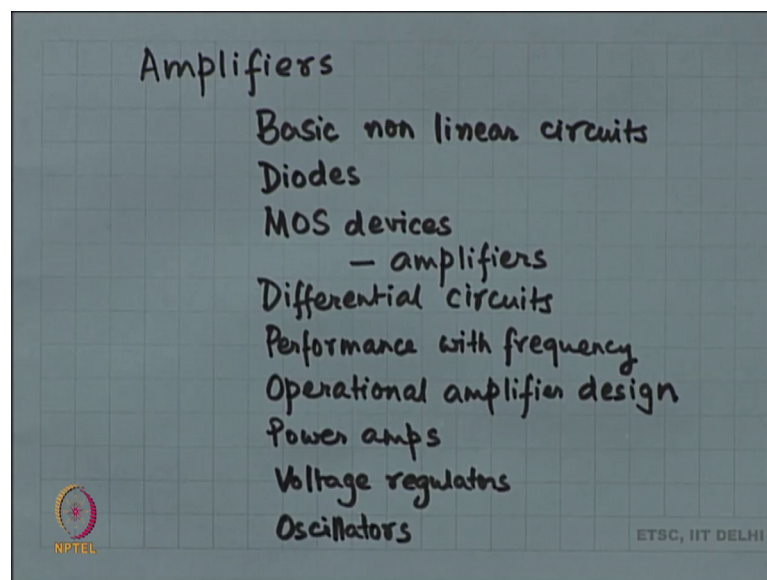 Amplifiers
Basic non linear circuits
Diodes
MOS devices
— amplifiers
Differential circuits
Performance with frequency
Operational amplifier design
Power amps
Voltage regulators
Oscillators
NPTEL
ETSC, IIT DELHI